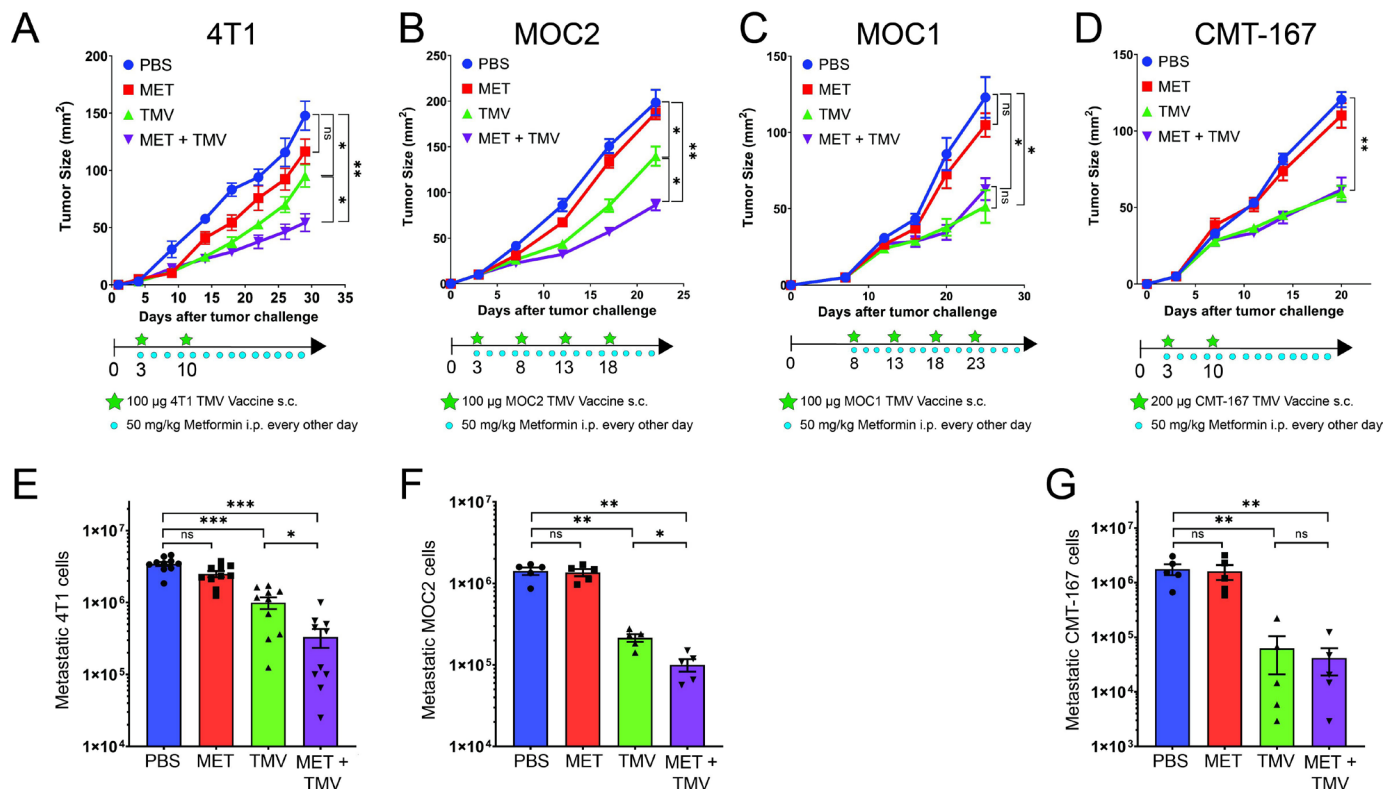 A
4T1
PBS
MET
TMV
MET + TMV
ns
*
**
*
Tumor Size (mm²)
200
150
100
50
0
0 5 10 15 20 25 30 35
Days after tumor challenge
0 3 10
100 µg 4T1 TMV Vaccine s.c.
50 mg/kg Metformin i.p. every other day
B
MOC2
PBS
MET
TMV
MET + TMV
*
**
*
Tumor Size (mm²)
250
200
150
100
50
0
0 5 10 15 20 25
Days after tumor challenge
0 3 8 13 18
100 µg MOC2 TMV Vaccine s.c.
50 mg/kg Metformin i.p. every other day
C
MOC1
PBS
MET
TMV
MET + TMV
ns
*
*
ns
Tumor Size (mm²)
150
100
50
0
0 10 20 30
Days after tumor challenge
0 8 13 18 23
100 µg MOC1 TMV Vaccine s.c.
50 mg/kg Metformin i.p. every other day
D
CMT-167
PBS
MET
TMV
MET + TMV
**
Tumor Size (mm²)
150
100
50
0
0 5 10 15 20
Days after tumor challenge
0 3 10
200 µg CMT-167 TMV Vaccine s.c.
50 mg/kg Metformin i.p. every other day
E
***
***
ns
*
Metastatic 4T1 cells
1×10⁷
1×10⁶
1×10⁵
1×10⁴
PBS MET TMV MET +
TMV
F
**
**
ns
*
Metastatic MOC2 cells
1×10⁷
1×10⁶
1×10⁵
1×10⁴
PBS MET TMV MET +
TMV
G
**
**
ns
ns
Metastatic CMT-167 cells
1×10⁷
1×10⁶
1×10⁵
1×10⁴
1×10³
PBS MET TMV MET +
TMV